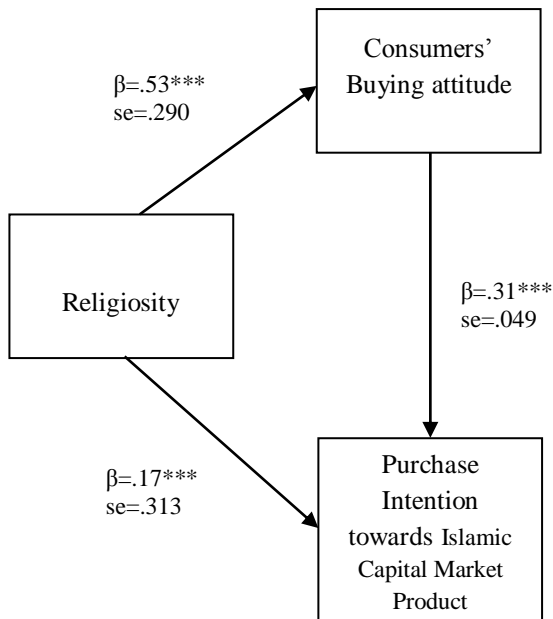 Consumers’
Buying attitude
β=.53***
se=.290
Religiosity
β=.31***
se=.049
β=.17***
se=.313
Purchase
Intention
towards Islamic
Capital Market
Product